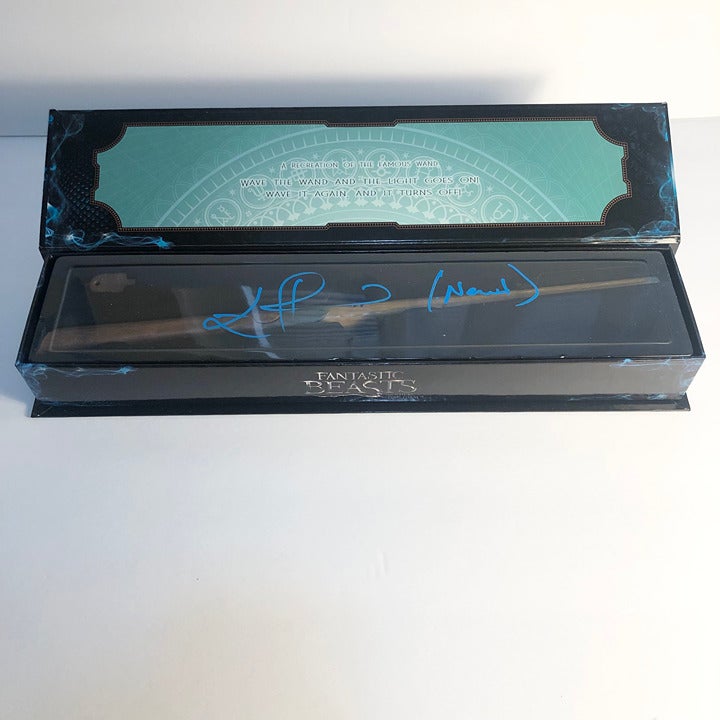 A RECREATION OF THE FAMOUS WAND.
WAVE THE WAND AND THE LIGHT GOES ON!
WAVE IT AGAIN, AND IT TURNS OFF!
(Newt)
FANTASTIC
BEASTS